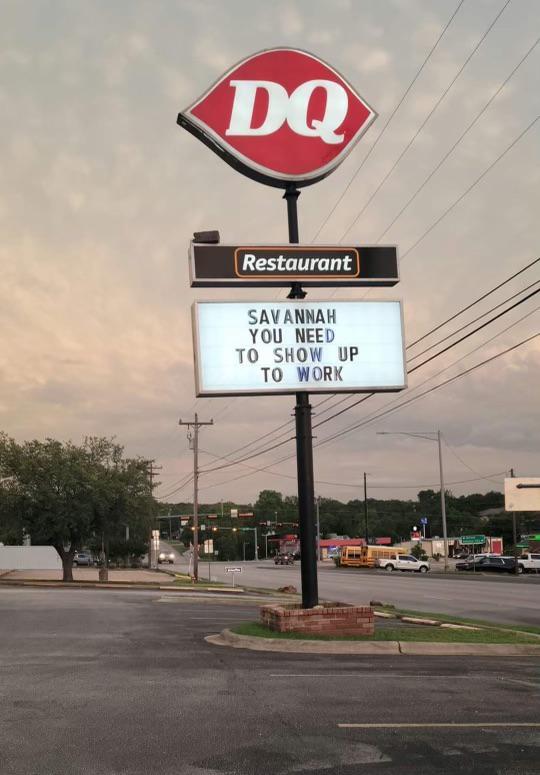 DQ
Restaurant
SAVANNAH
YOU NEED
TO SHOW UP
TO WORK